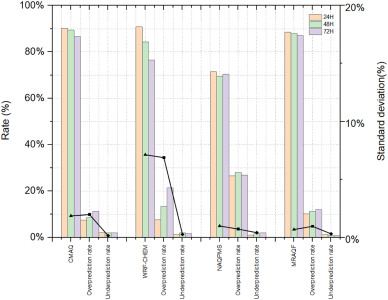 100%
80%
60%
40%
20%
0%
Rate (%)
20%
10%
0%
Standard deviation(%)
24H
48H
72H
CMAQ
Overprediction rate
Underprediction rate
WRF-CHEM
Overprediction rate
Underprediction rate
NAQPMS
Overprediction rate
Underprediction rate
MRAQF
Overprediction rate
Underprediction rate